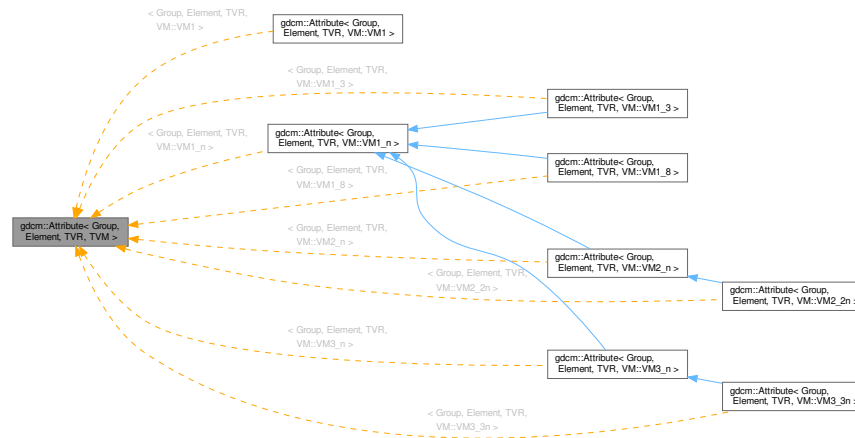 < Group, Element, TVR,
VM::VM1 >
gdcm::Attribute< Group,
Element, TVR, VM::VM1 >
< Group, Element, TVR,
VM::VM1_3 >
gdcm::Attribute< Group,
Element, TVR, VM::VM1_3 >
< Group, Element, TVR,
VM::VM1_n >
gdcm::Attribute< Group,
Element, TVR, VM::VM1_n >
< Group, Element, TVR,
VM::VM1_8 >
gdcm::Attribute< Group,
Element, TVR, VM::VM1_8 >
gdcm::Attribute< Group,
Element, TVR, TVM >
< Group, Element, TVR,
VM::VM2_n >
gdcm::Attribute< Group,
Element, TVR, VM::VM2_n >
< Group, Element, TVR,
VM::VM2_2n >
gdcm::Attribute< Group,
Element, TVR, VM::VM2_2n >
< Group, Element, TVR,
VM::VM3_n >
gdcm::Attribute< Group,
Element, TVR, VM::VM3_n >
gdcm::Attribute< Group,
Element, TVR, VM::VM3_3n >
< Group, Element, TVR,
VM::VM3_3n >